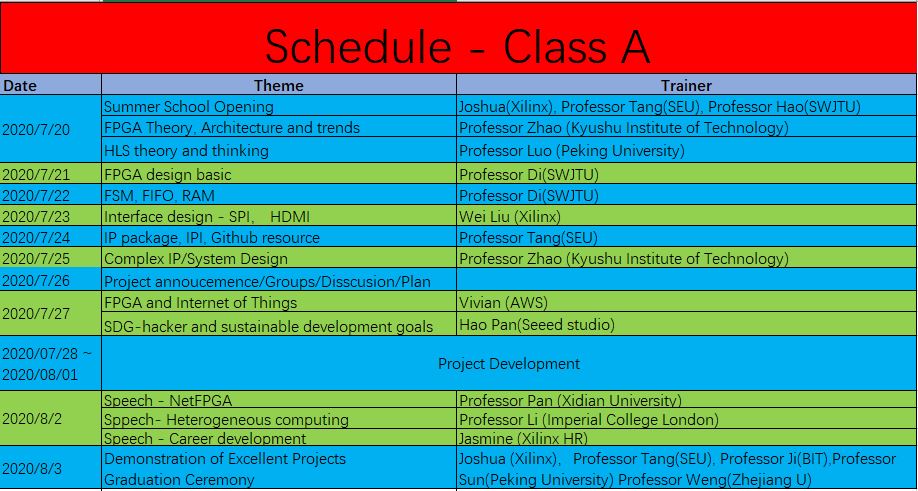 Schedule - Class A
Date Theme Trainer
2020/7/20
Summer School Opening Joshua(Xilinx), Professor Tang(SEU), Professor Hao(SWJTU)
FPGA Theory, Architecture and trends Professor Zhao (Kyushu Institute of Technology)
HLS theory and thinking Professor Luo (Peking University)
2020/7/21 FPGA design basic Professor Di(SWJTU)
2020/7/22 FSM, FIFO, RAM Professor Di(SWJTU)
2020/7/23 Interface design - SPI, HDMI Wei Liu (Xilinx)
2020/7/24 IP package, IPI, Github resource Professor Tang(SEU)
2020/7/25 Complex IP/System Design Professor Zhao (Kyushu Institute of Technology)
2020/7/26 Project annoucemence/Groups/Disscusion/Plan
2020/7/27
FPGA and Internet of Things Vivian (AWS)
SDG-hacker and sustainable development goals Hao Pan(Seeed studio)
2020/07/28 ~
2020/08/01
Project Development
2020/8/2
Speech - NetFPGA Professor Pan (Xidian University)
Sppech- Heterogeneous computing Professor Li (Imperial College London)
Speech - Career development Jasmine (Xilinx HR)
2020/8/3
Demonstration of Excellent Projects Joshua (Xilinx), Professor Tang(SEU), Professor Ji(BIT),Professor
Graduation Ceremony Sun(Peking University) Professor Weng(Zhejiang U)